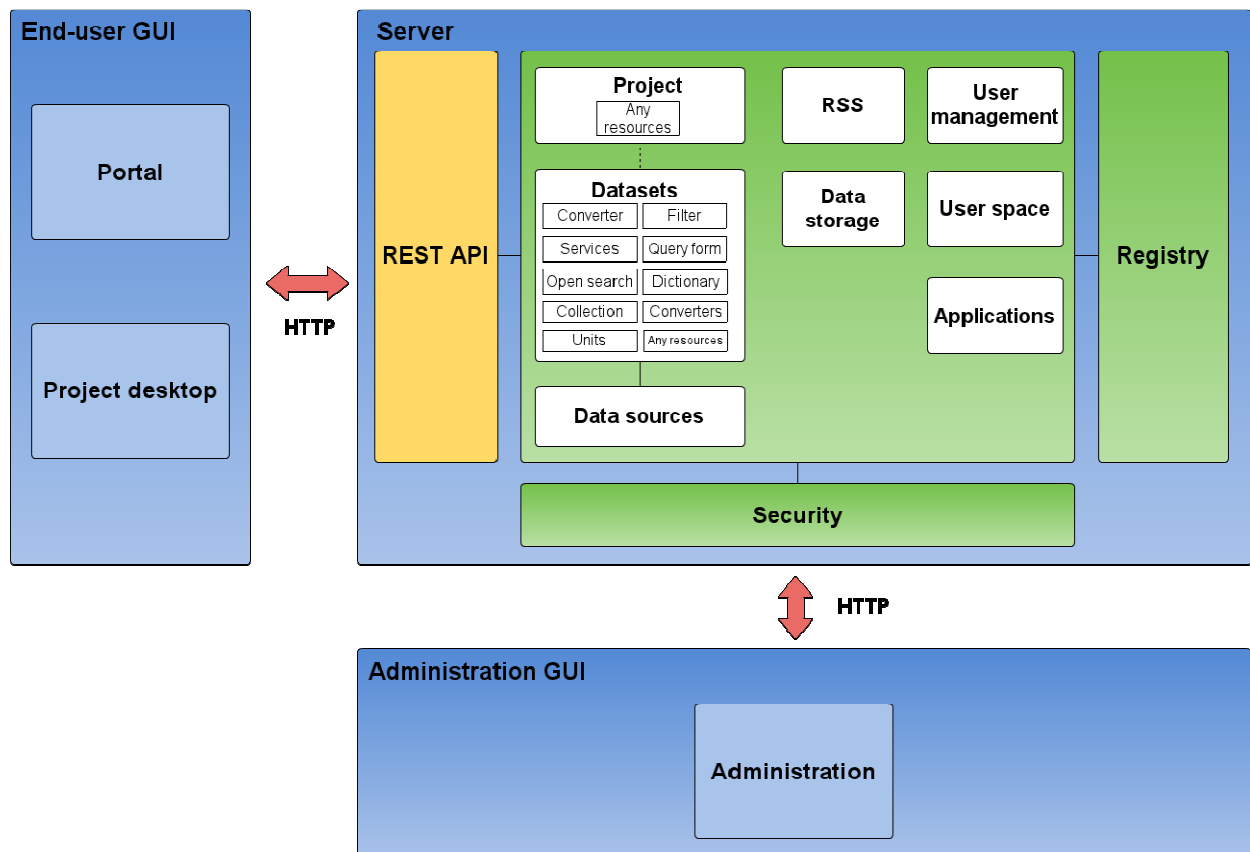 End-user GUI
Portal
Project desktop
HTTP
Server
REST API
Project
Any
resources
Datasets
Converter
Filter
Services
Query form
Open search
Dictionary
Collection
Converters
Units
Any resources
Data sources
RSS
User
management
Data
storage
User space
Applications
Registry
Security
HTTP
Administration GUI
Administration